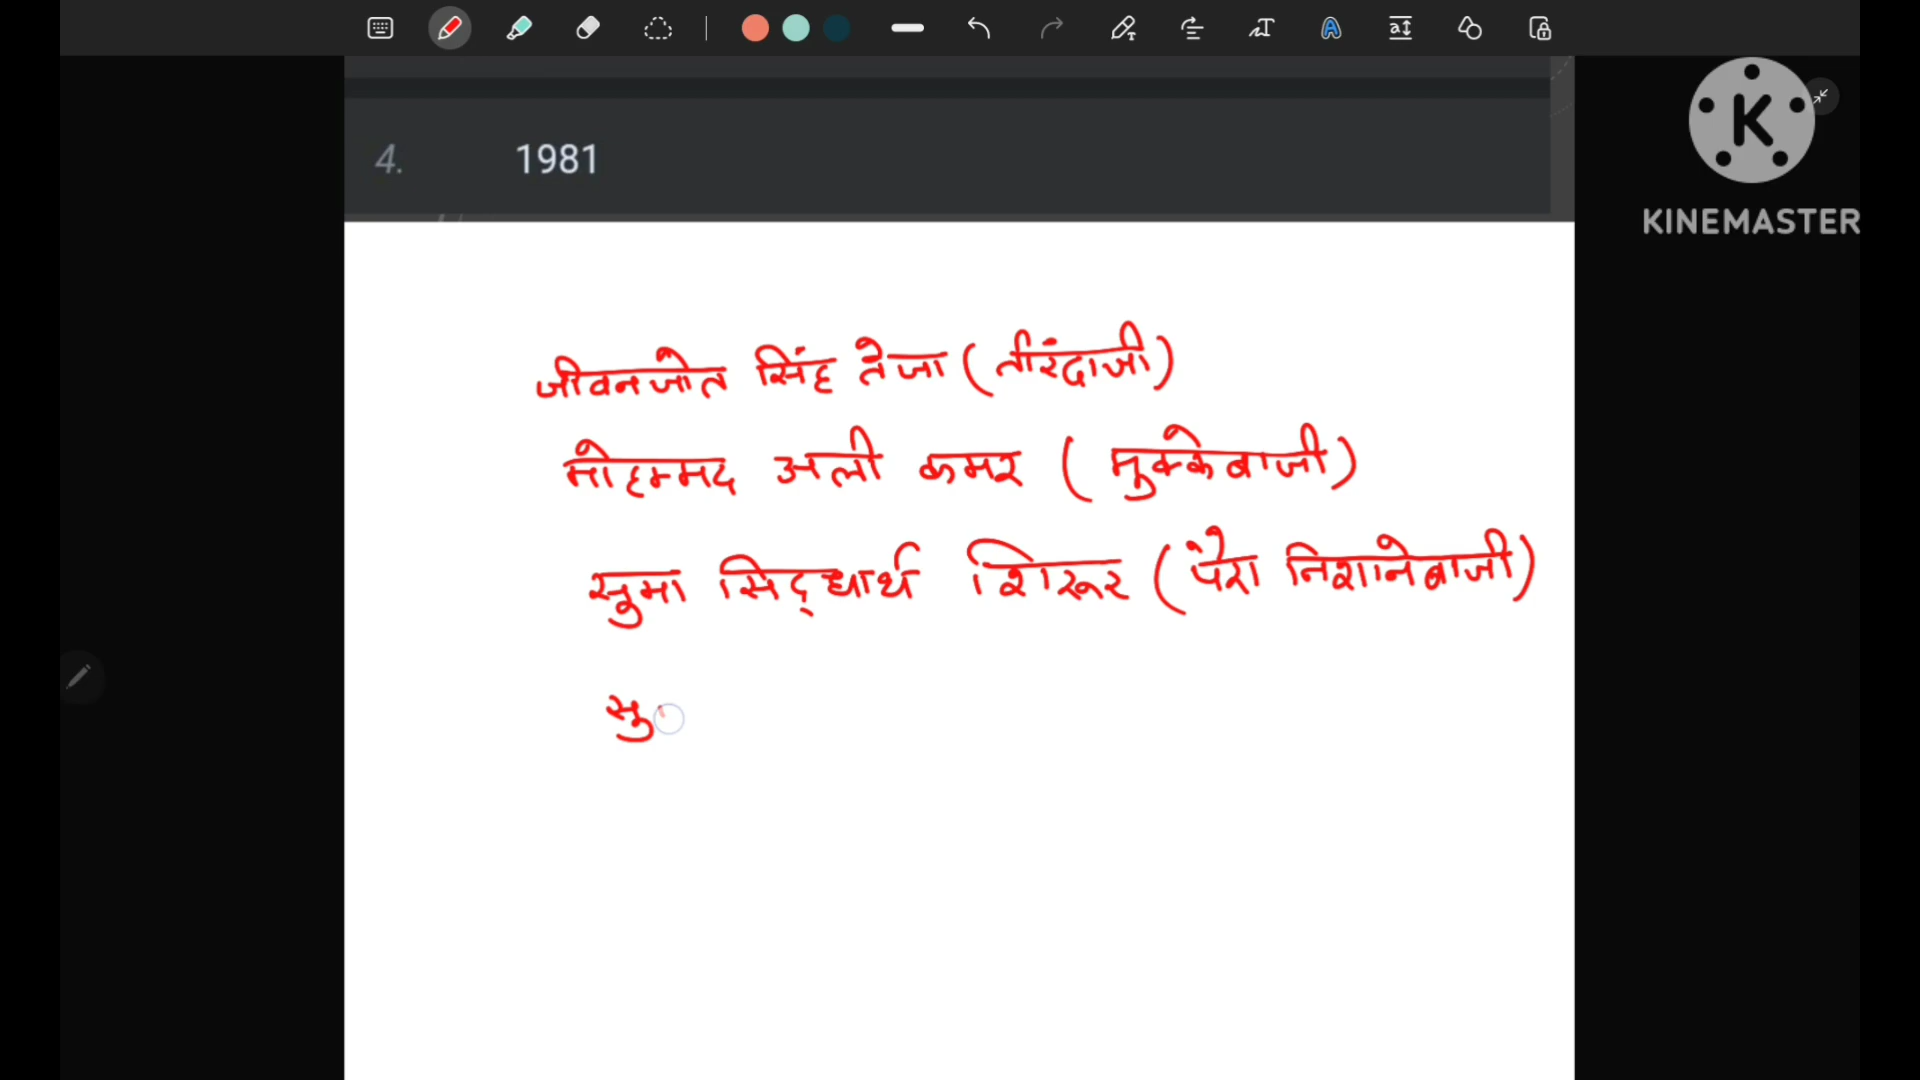 4. 1981
K
KINEMASTER
जीवनजोत सिंह तेजा (तीरंदाजी)
मोहम्मद अली कमर (मुक्केबाजी)
सुमा सिद्धार्थ शिरूर (पैरा निशानेबाजी)
सु